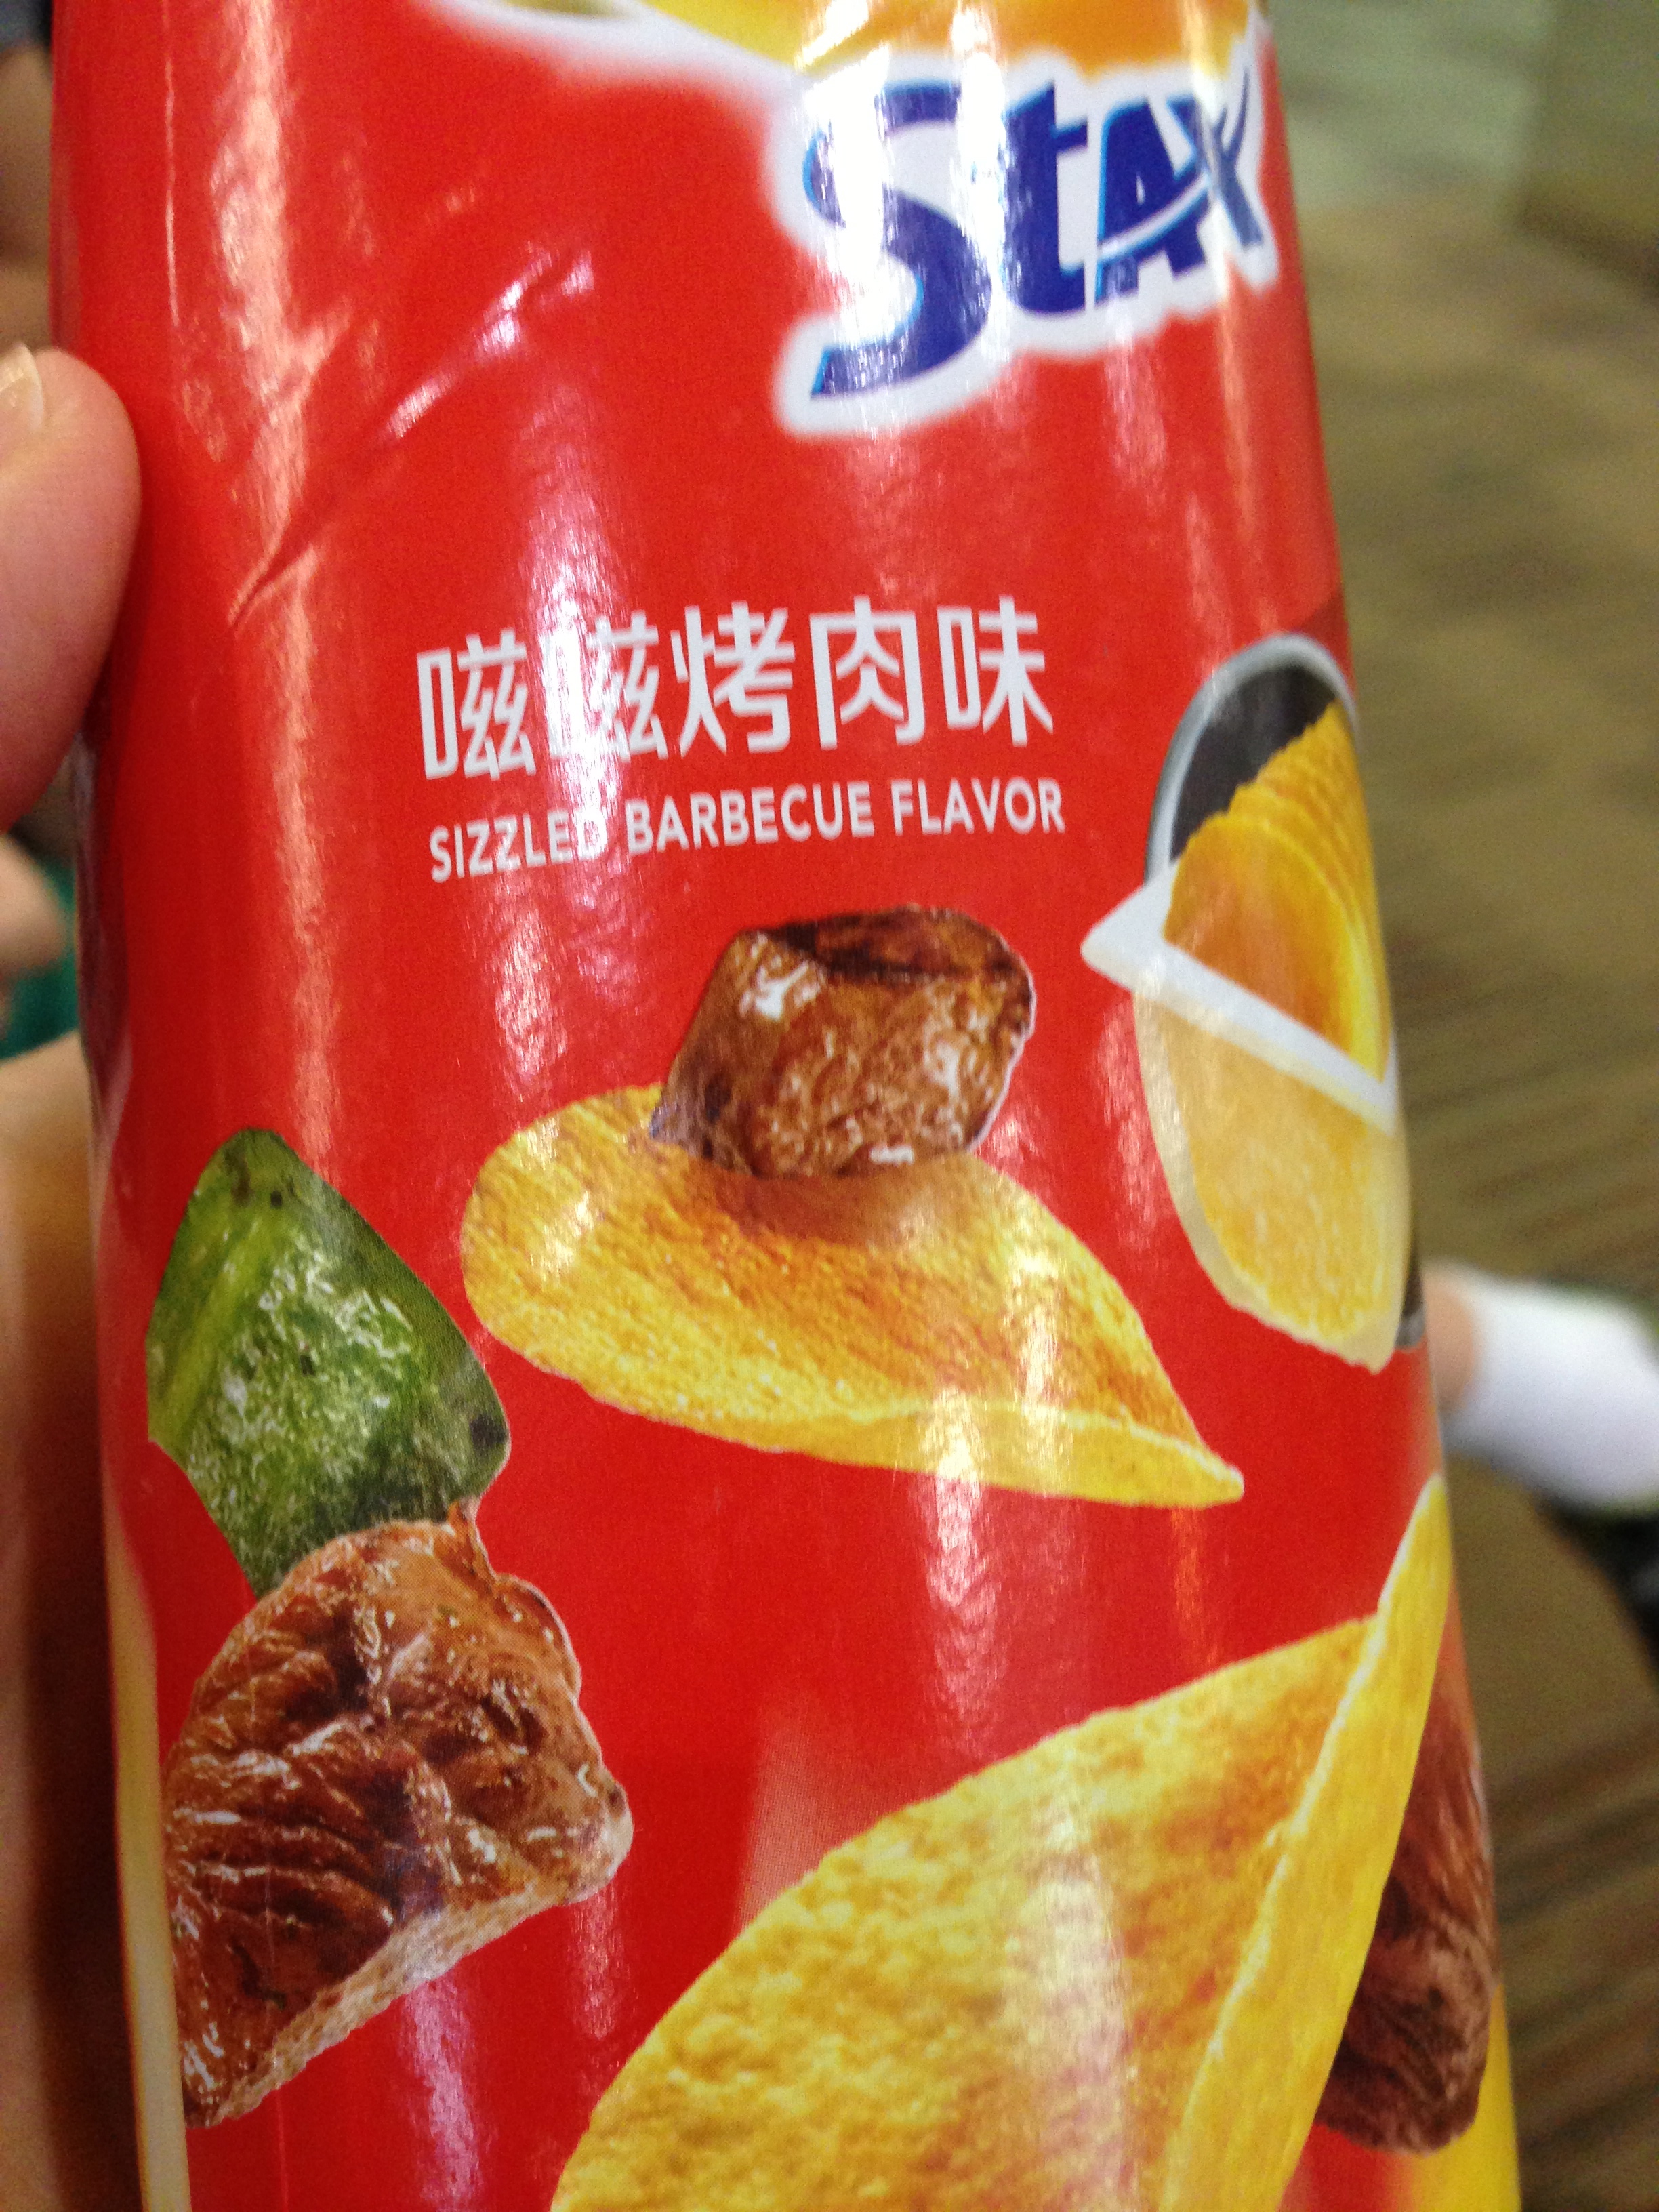 STAX
嗞嗞烤肉味
SIZZLED BARBECUE FLAVOR